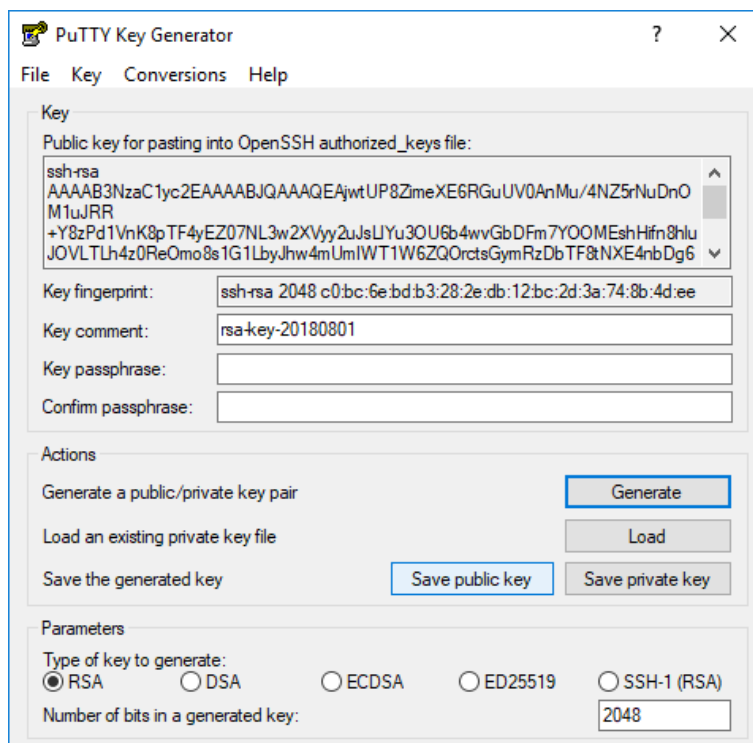 PuTTY Key Generator
? ×
File Key Conversions Help
Key
Public key for pasting into OpenSSH authorized_keys file:
ssh-rsa
AAAAB3NzaC1yc2EAAAABJQAAAQEAjwtUP8ZimeXE6RGuUV0AnMu/4NZ5rNuDnO
M1uJRR
+Y8zPd1VnK8pTF4yEZ07NL3w2XVyy2uJsLlYu3OU6b4wvGbDFm7YOOMEshHifn8hlu
JOVLTLh4z0ReOmo8s1G1LbyJhw4mUmIWT1W6ZQOrctsGymRzDbTF8tNXE4nbDg6
Key fingerprint: ssh-rsa 2048 c0:bc:6e:bd:b3:28:2e:db:12:bc:2d:3a:74:8b:4d:ee
Key comment: rsa-key-20180801
Key passphrase:
Confirm passphrase:
Actions
Generate a public/private key pair Generate
Load an existing private key file Load
Save the generated key Save public key Save private key
Parameters
Type of key to generate:
RSA DSA ECDSA ED25519 SSH-1 (RSA)
Number of bits in a generated key: 2048